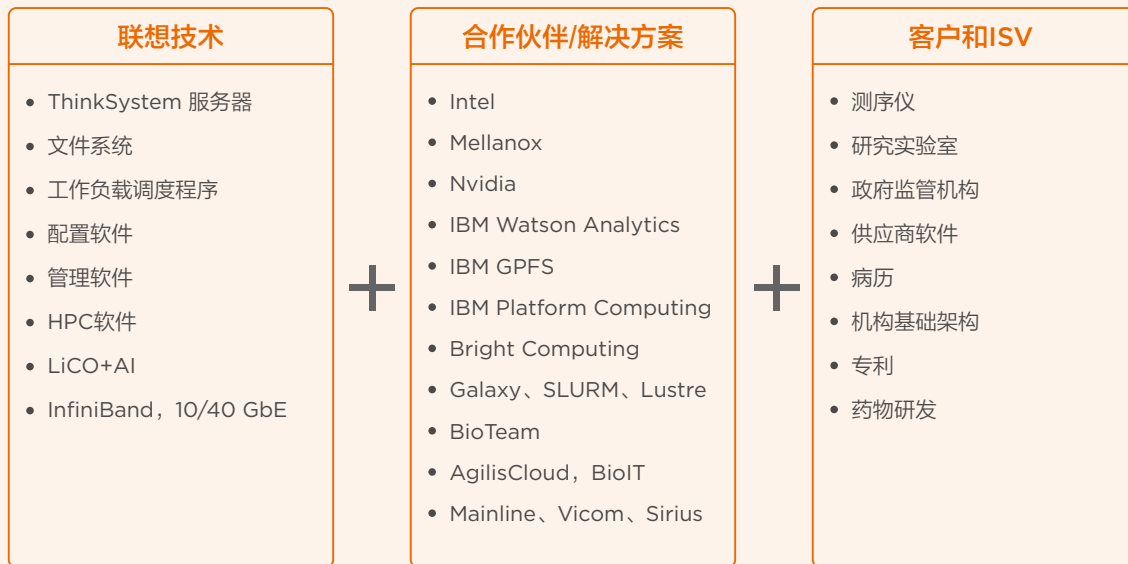 联想技术
• ThinkSystem 服务器
• 文件系统
• 工作负载调度程序
• 配置软件
• 管理软件
• HPC软件
• LiCO+AI
• InfiniBand，10/40 GbE
+
合作伙伴/解决方案
• Intel
• Mellanox
• Nvidia
• IBM Watson Analytics
• IBM GPFS
• IBM Platform Computing
• Bright Computing
• Galaxy、SLURM、Lustre
• BioTeam
• AgilisCloud，BioIT
• Mainline、Vicom、Sirius
+
客户和ISV
• 测序仪
• 研究实验室
• 政府监管机构
• 供应商软件
• 病历
• 机构基础架构
• 专利
• 药物研发